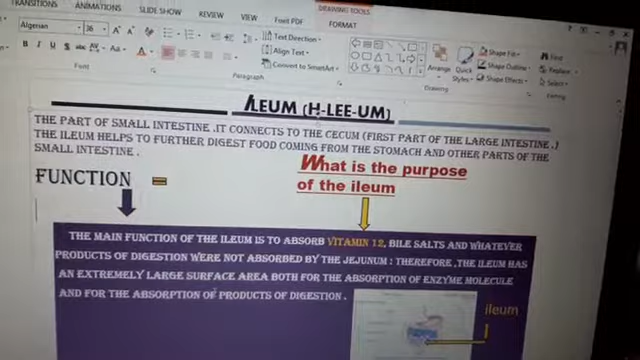 TRANSITIONS ANIMATIONS SLIDE SHOW REVIEW VIEW Foxit PDF FORMAT
DRAWING TOOLS
Algerian 36
Text Direction
Align Text
Convert to SmartArt
Arrange Quick Styles
Shape Fill
Shape Outline
Shape Effects
Find
Replace
Select
Font Paragraph Drawing
ILEUM (H-LEE-UM)
THE PART OF SMALL INTESTINE .IT CONNECTS TO THE CECUM (FIRST PART OF THE LARGE INTESTINE .)
THE ILEUM HELPS TO FURTHER DIGEST FOOD COMING FROM THE STOMACH AND OTHER PARTS OF THE
SMALL INTESTINE .
FUNCTION =
What is the purpose
of the ileum
THE MAIN FUNCTION OF THE ILEUM IS TO ABSORB VITAMIN 12, BILE SALTS AND WHATEVER
PRODUCTS OF DIGESTION WERE NOT ABSORBED BY THE JEJUNUM : THEREFORE ,THE ILEUM HAS
AN EXTREMELY LARGE SURFACE AREA BOTH FOR THE ABSORPTION OF ENZYME MOLECULE
AND FOR THE ABSORPTION OF PRODUCTS OF DIGESTION .
ileum